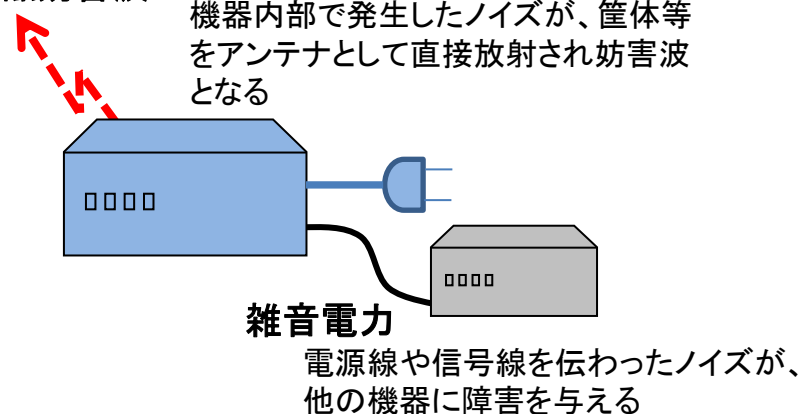 機器内部で発生したノイズが、筐体等
をアンテナとして直接放射され妨害波
となる
雑音電力
電源線や信号線を伝わったノイズが、
他の機器に障害を与える